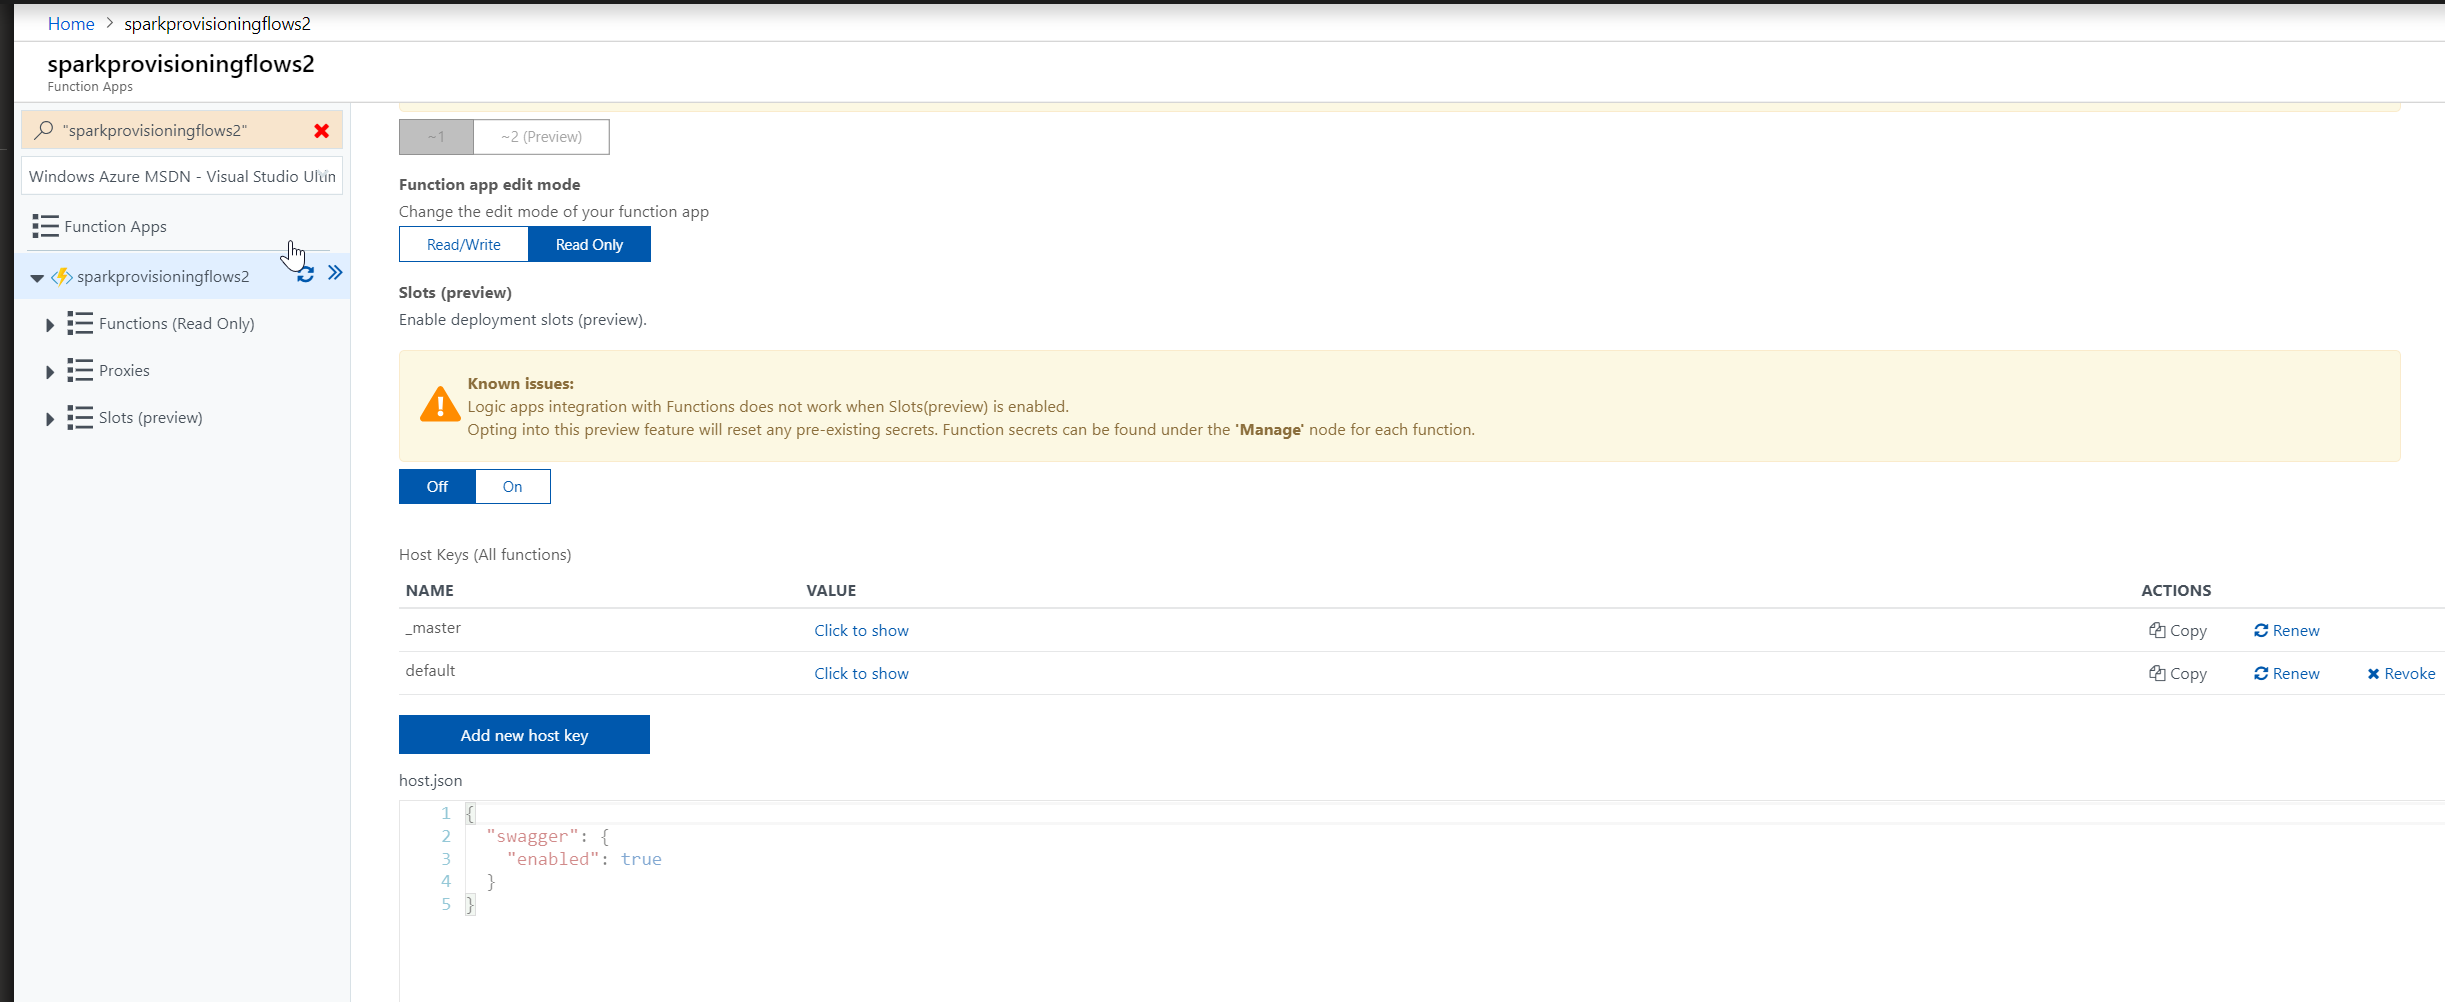 Home > sparkprovisioningflows2
sparkprovisioningflows2
Function Apps
"sparkprovisioningflows2"
Windows Azure MSDN - Visual Studio Ultin
Function Apps
sparkprovisioningflows2
Functions (Read Only)
Proxies
Slots (preview)
~1 ~2 (Preview)
Function app edit mode
Change the edit mode of your function app
Read/Write Read Only
Slots (preview)
Enable deployment slots (preview).
Known issues:
Logic apps integration with Functions does not work when Slots(preview) is enabled.
Opting into this preview feature will reset any pre-existing secrets. Function secrets can be found under the 'Manage' node for each function.
Off On
Host Keys (All functions)
NAME VALUE ACTIONS
_master Click to show Copy Renew
default Click to show Copy Renew Revoke
Add new host key
host.json
1 {
2 "swagger": {
3 "enabled": true
4 }
5 }